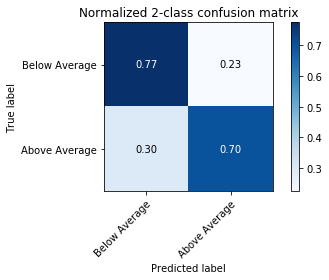 Normalized 2-class confusion matrix
True label
Below Average
0.77
0.23
Above Average
0.30
0.70
Below Average
Above Average
Predicted label
0.7
0.6
0.5
0.4
0.3